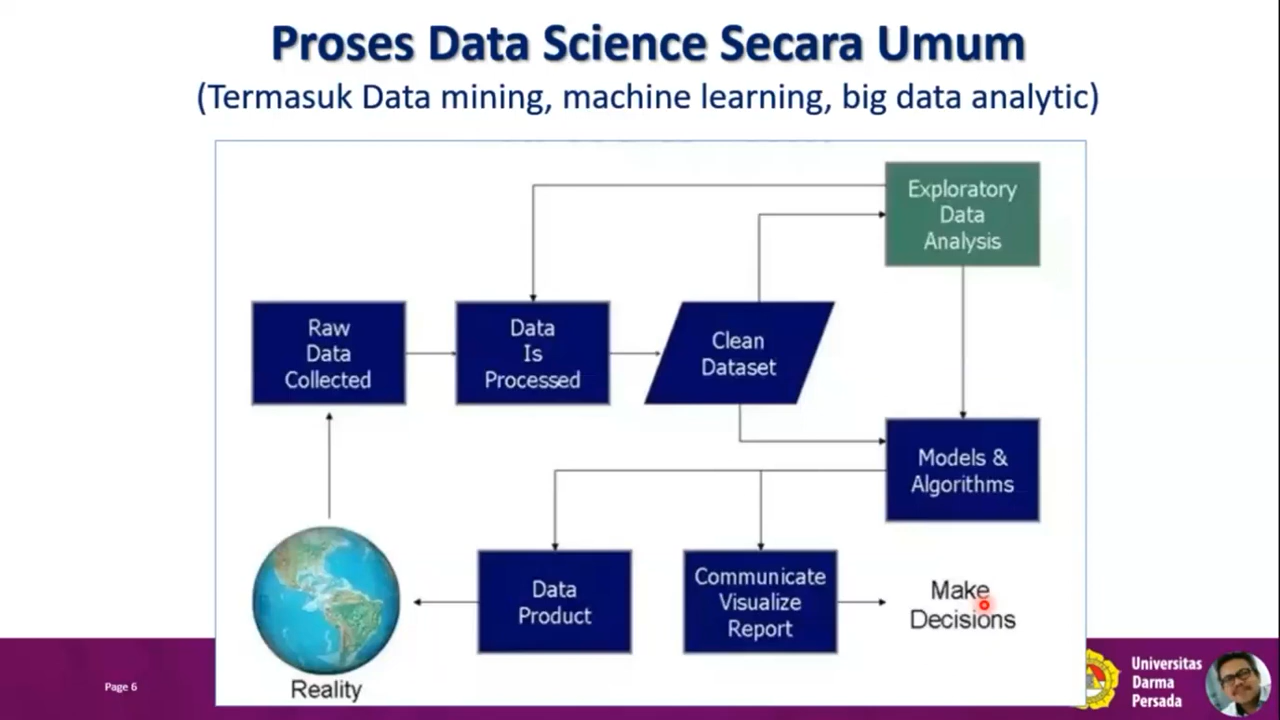 Proses Data Science Secara Umum
(Termasuk Data mining, machine learning, big data analytic)
Exploratory
Data
Analysis
Raw
Data
Collected
Data
Is
Processed
Clean
Dataset
Models &
Algorithms
Data
Product
Communicate
Visualize
Report
Make
Decisions
Reality
Page 6
Universitas
Darma
Persada